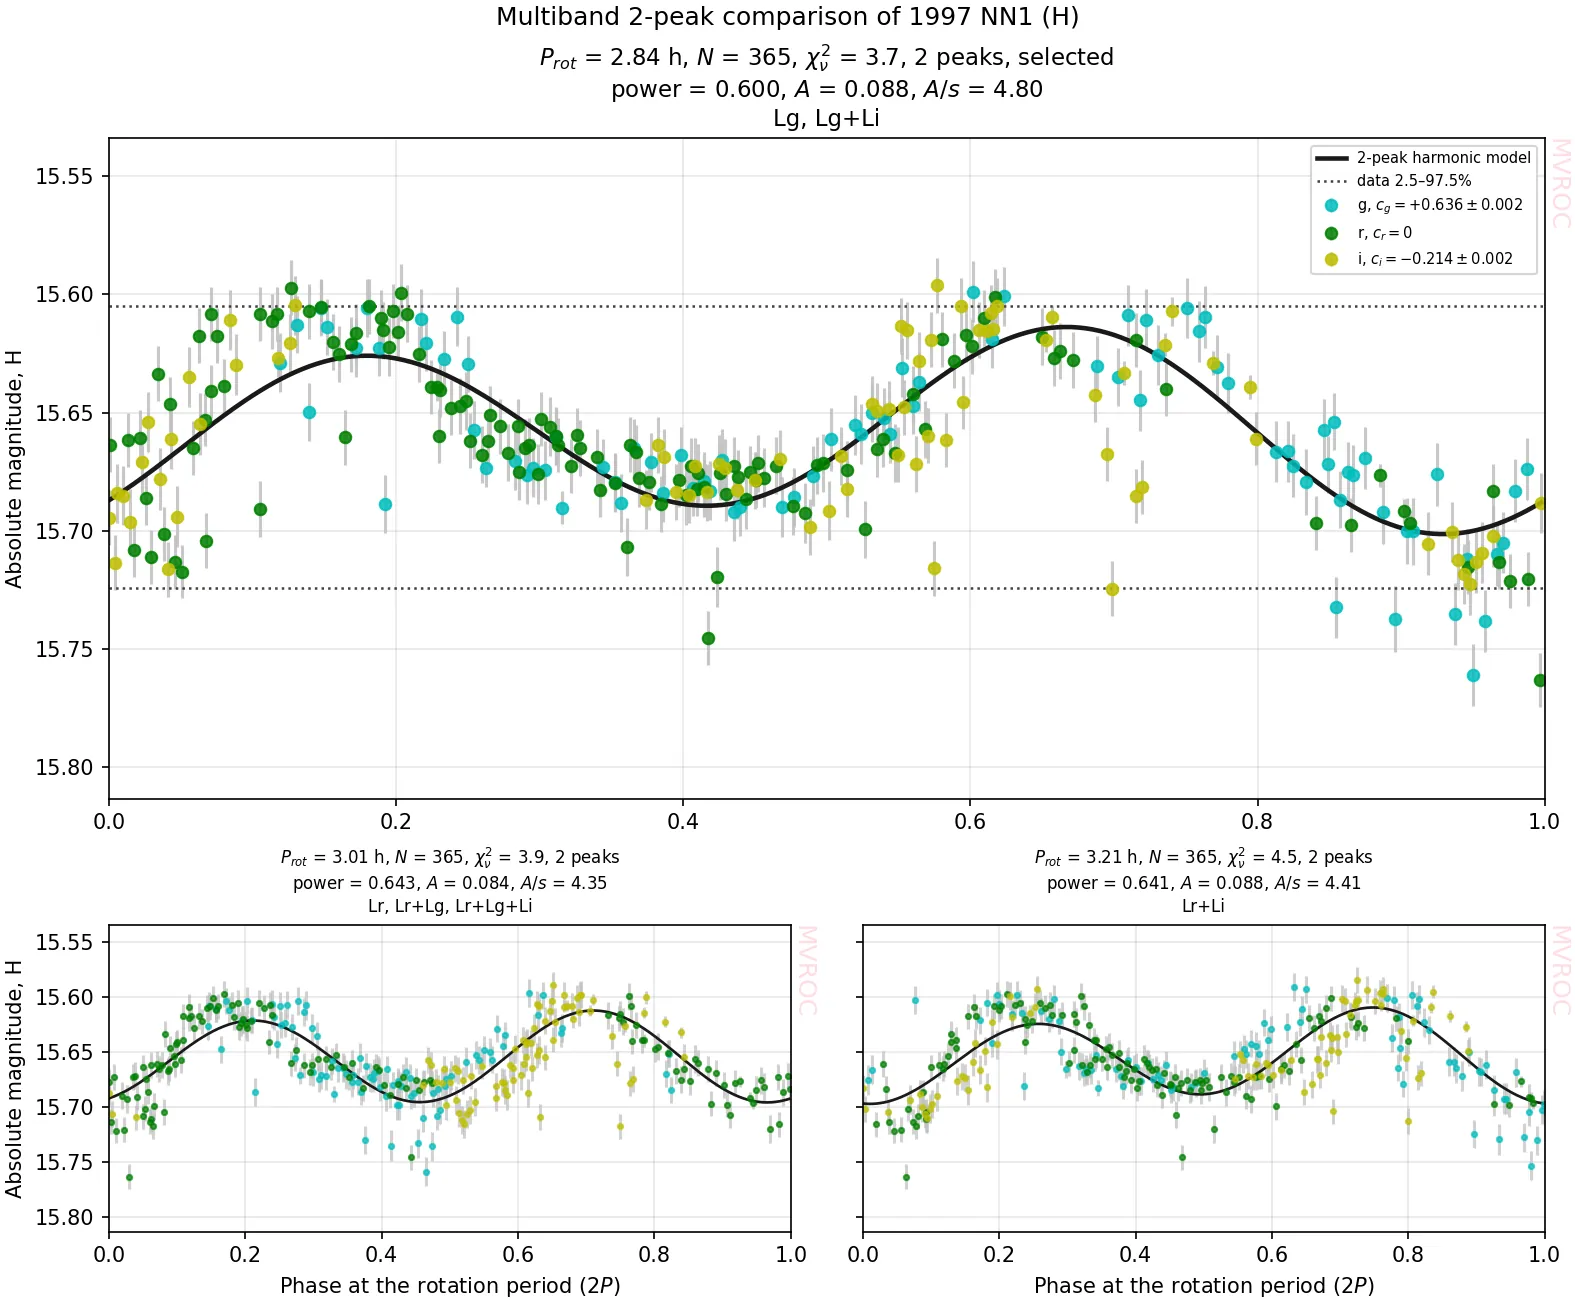 Multiband 2-peak comparison of 1997 NN1 (H)
P_rot = 2.84 h, N = 365, χ²_ν = 3.7, 2 peaks, selected
power = 0.600, A = 0.088, A/s = 4.80
Lg, Lg+Li
2-peak harmonic model
data 2.5–97.5%
g, c_g = +0.636 ± 0.002
r, c_r = 0
i, c_i = −0.214 ± 0.002
MVROC
Absolute magnitude, H
15.55
15.60
15.65
15.70
15.75
15.80
0.0 0.2 0.4 0.6 0.8 1.0
P_rot = 3.01 h, N = 365, χ²_ν = 3.9, 2 peaks
power = 0.643, A = 0.084, A/s = 4.35
Lr, Lr+Lg, Lr+Lg+Li
MVROC
Absolute magnitude, H
15.55
15.60
15.65
15.70
15.75
15.80
0.0 0.2 0.4 0.6 0.8 1.0
Phase at the rotation period (2P)
P_rot = 3.21 h, N = 365, χ²_ν = 4.5, 2 peaks
power = 0.641, A = 0.088, A/s = 4.41
Lr+Li
MVROC
0.0 0.2 0.4 0.6 0.8 1.0
Phase at the rotation period (2P)